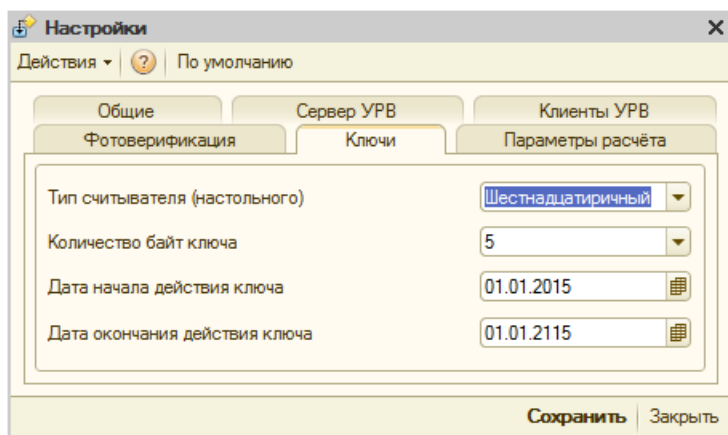 Настройки
Действия По умолчанию
Общие Сервер УРВ Клиенты УРВ
Фотоверификация Ключи Параметры расчёта
Тип считывателя (настольного) Шестнадцатиричный
Количество байт ключа 5
Дата начала действия ключа 01.01.2015
Дата окончания действия ключа 01.01.2115
Сохранить Закрыть